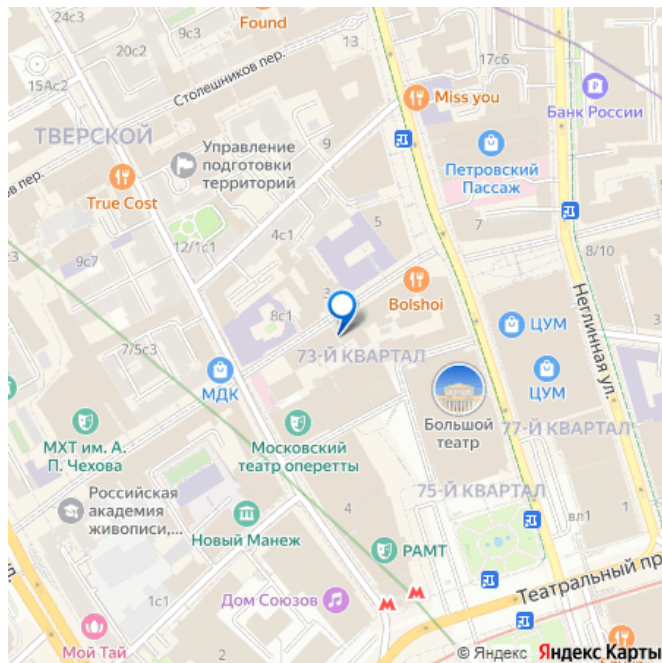 24с3
9с3
Found
20с2
13
17с6
15Ас2
Столешников пер.
Miss you
Банк России
ТВЕРСКОЙ
Управление
подготовки
территорий
9
Петровский
Пассаж
ов пер.
True Cost
5
7
12/1с1
4с1
8/10
9с7
3
Bolshoi
8с1
ЦУМ
Неглинная ул.
3
7/5с3
73-Й КВАРТАЛ
МДК
ЦУМ
МХТ им. А.
П. Чехова
Московский
театр оперетты
Большой
театр
77-Й КВАРТАЛ
Российская
академия
живописи,...
75-Й КВАРТАЛ
4
вл1
1
Новый Манеж
РАМТ
Театральный пр
1с1
Дом Союзов
Мой Тай
2
© Яндекс Яндекс Карты